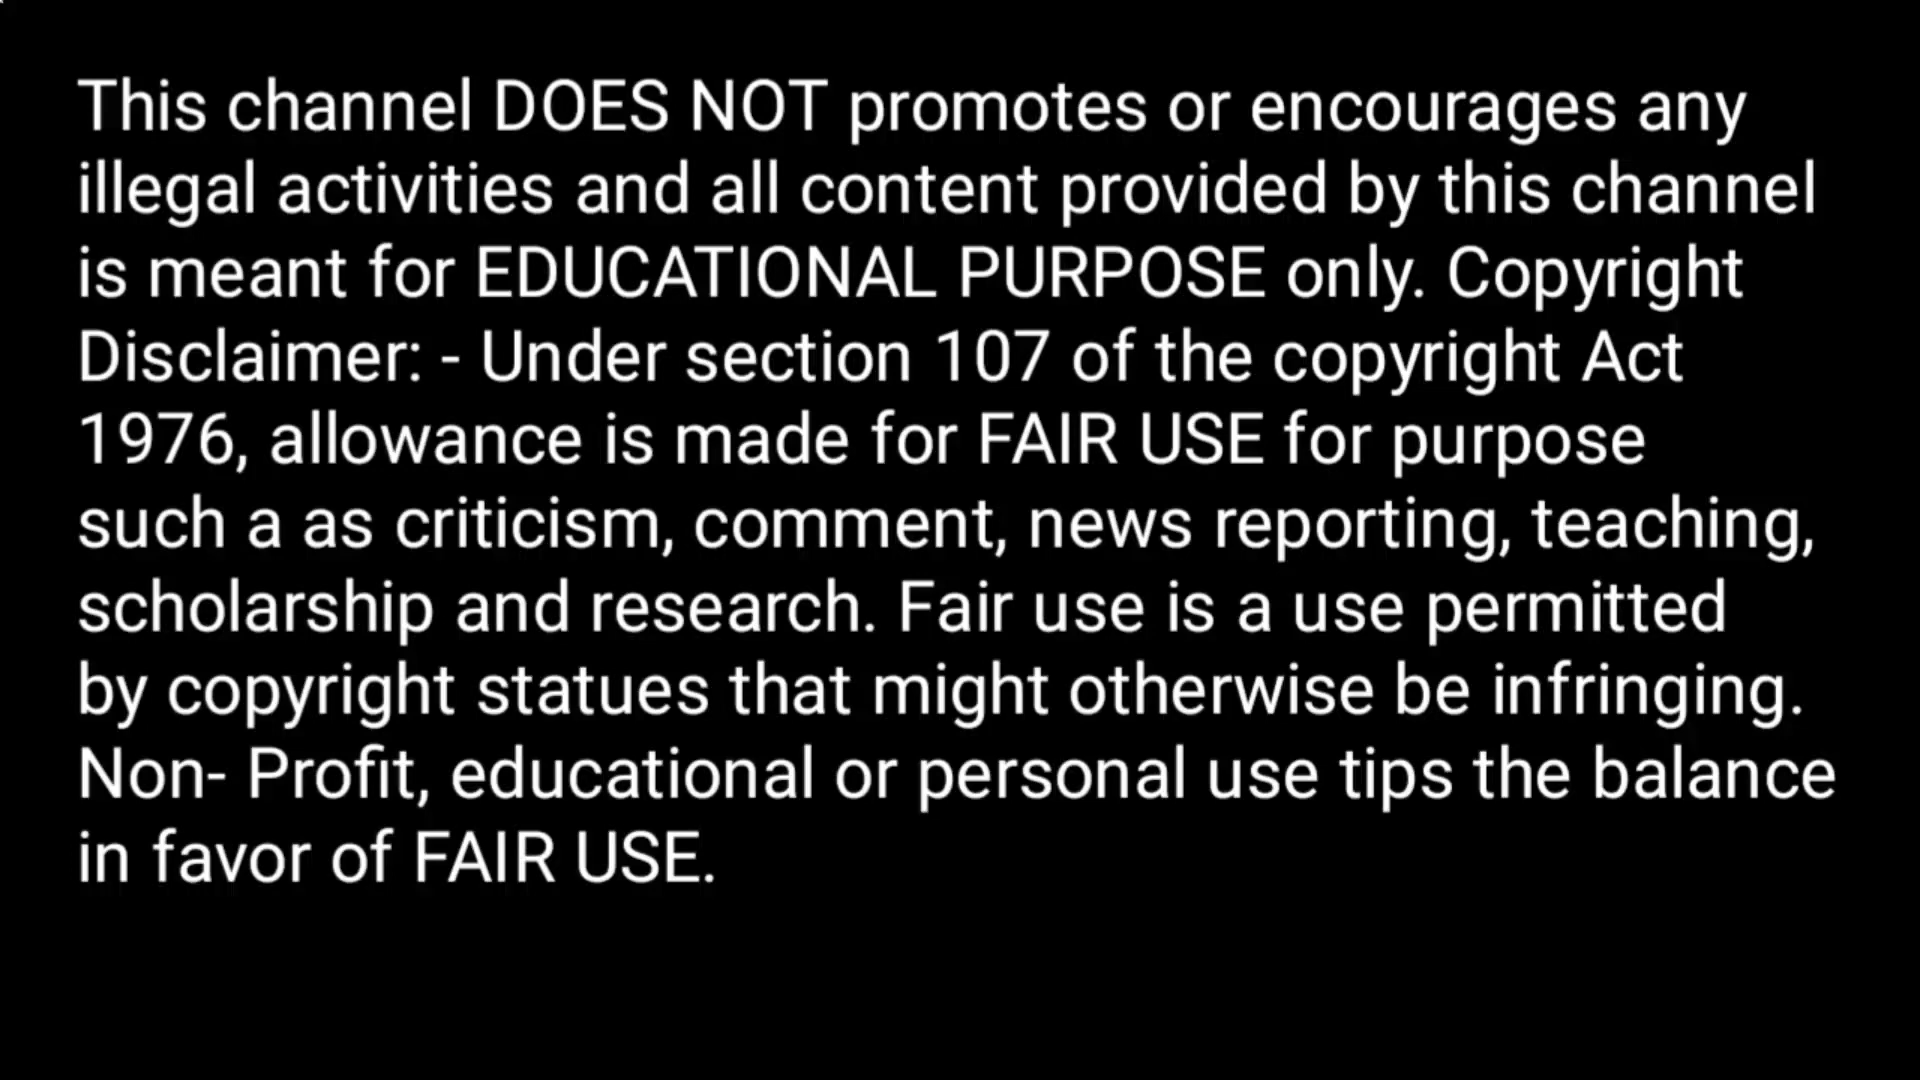 This channel DOES NOT promotes or encourages any
illegal activities and all content provided by this channel
is meant for EDUCATIONAL PURPOSE only. Copyright
Disclaimer: - Under section 107 of the copyright Act
1976, allowance is made for FAIR USE for purpose
such a as criticism, comment, news reporting, teaching,
scholarship and research. Fair use is a use permitted
by copyright statues that might otherwise be infringing.
Non- Profit, educational or personal use tips the balance
in favor of FAIR USE.